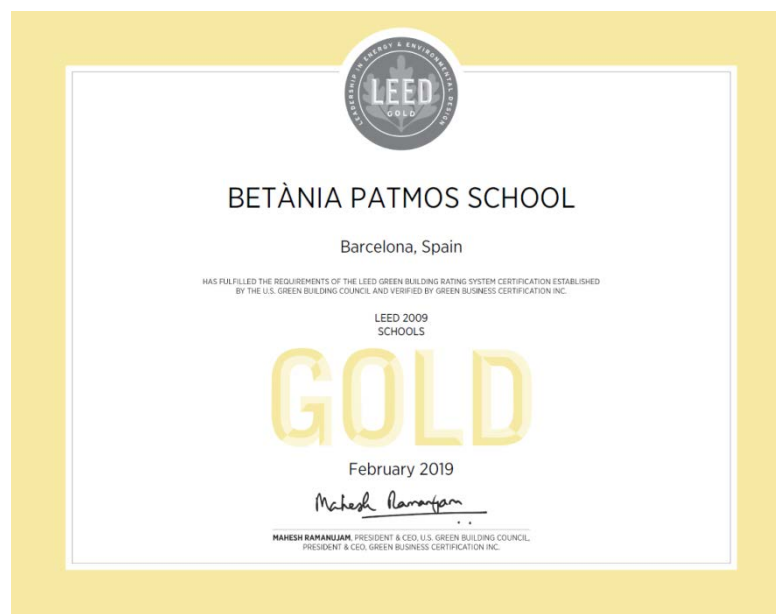 LEADERSHIP IN ENERGY & ENVIRONMENTAL DESIGN
LEED
GOLD
BETÀNIA PATMOS SCHOOL
Barcelona, Spain
HAS FULFILLED THE REQUIREMENTS OF THE LEED GREEN BUILDING RATING SYSTEM CERTIFICATION ESTABLISHED
BY THE U.S. GREEN BUILDING COUNCIL AND VERIFIED BY GREEN BUSINESS CERTIFICATION INC.
LEED 2009
SCHOOLS
GOLD
February 2019
Mahesh Ramanujam
MAHESH RAMANUJAM, PRESIDENT & CEO, U.S. GREEN BUILDING COUNCIL,
PRESIDENT & CEO, GREEN BUSINESS CERTIFICATION INC.